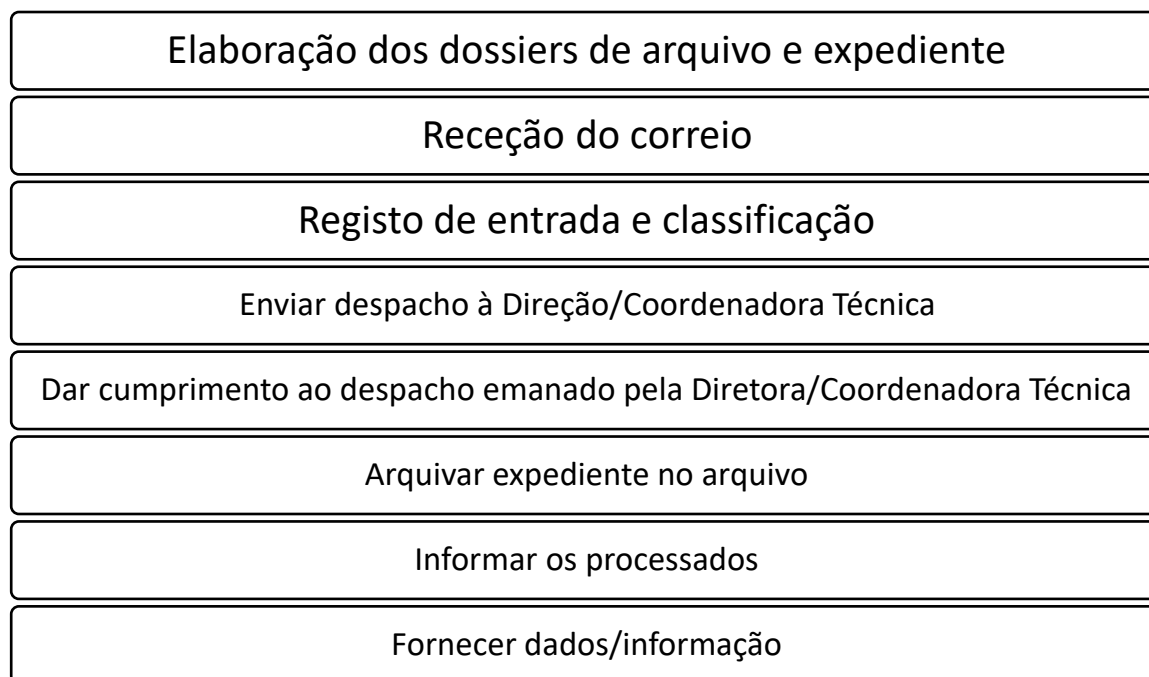 Elaboração dos dossiers de arquivo e expediente
Receção do correio
Registo de entrada e classificação
Enviar despacho à Direção/Coordenadora Técnica
Dar cumprimento ao despacho emanado pela Diretora/Coordenadora Técnica
Arquivar expediente no arquivo
Informar os processados
Fornecer dados/informação